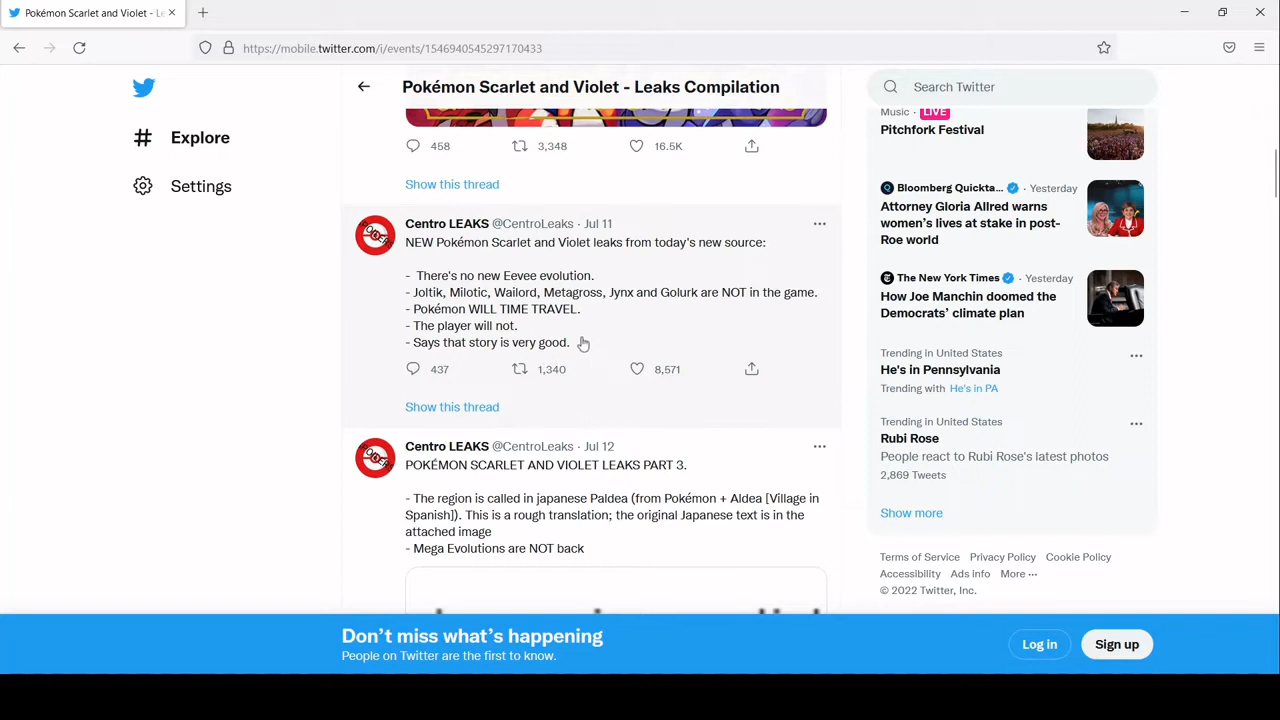 Pokémon Scarlet and Violet - Le
https://mobile.twitter.com/i/events/1546940545297170433
Explore
Settings
Pokémon Scarlet and Violet - Leaks Compilation
458 3,348 16.5K
Show this thread
Centro LEAKS @CentroLeaks · Jul 11
NEW Pokémon Scarlet and Violet leaks from today's new source:
- There's no new Eevee evolution.
- Joltik, Milotic, Wailord, Metagross, Jynx and Golurk are NOT in the game.
- Pokémon WILL TIME TRAVEL.
- The player will not.
- Says that story is very good.
437 1,340 8,571
Show this thread
Centro LEAKS @CentroLeaks · Jul 12
POKÉMON SCARLET AND VIOLET LEAKS PART 3.
- The region is called in japanese Paldea (from Pokémon + Aldea [Village in
Spanish]). This is a rough translation; the original Japanese text is in the
attached image
- Mega Evolutions are NOT back
Search Twitter
Music · LIVE
Pitchfork Festival
Bloomberg Quickta... · Yesterday
Attorney Gloria Allred warns
women's lives at stake in post-
Roe world
The New York Times · Yesterday
How Joe Manchin doomed the
Democrats' climate plan
Trending in United States
He's in Pennsylvania
Trending with He's in PA
Trending in United States
Rubi Rose
People react to Rubi Rose's latest photos
2,869 Tweets
Show more
Terms of Service Privacy Policy Cookie Policy
Accessibility Ads info More ···
© 2022 Twitter, Inc.
Don't miss what's happening
People on Twitter are the first to know.
Log in
Sign up